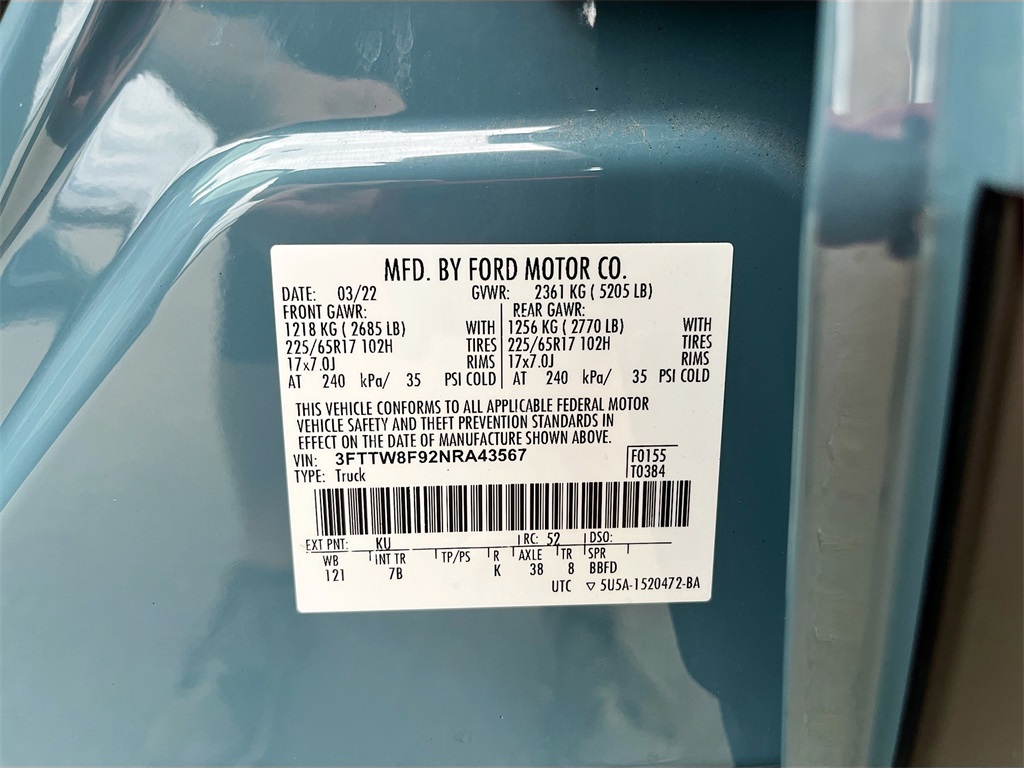 MFD. BY FORD MOTOR CO.
DATE: 03/22 GVWR: 2361 KG ( 5205 LB)
FRONT GAWR: REAR GAWR:
1218 KG ( 2685 LB) WITH 1256 KG ( 2770 LB) WITH
225/65R17 102H TIRES 225/65R17 102H TIRES
17x7.0J RIMS 17x7.0J RIMS
AT 240 kPa/ 35 PSI COLD AT 240 kPa/ 35 PSI COLD
THIS VEHICLE CONFORMS TO ALL APPLICABLE FEDERAL MOTOR
VEHICLE SAFETY AND THEFT PREVENTION STANDARDS IN
EFFECT ON THE DATE OF MANUFACTURE SHOWN ABOVE.
VIN: 3FTTW8F92NRA43567 F0155
TYPE: Truck T0384
EXT PNT: KU RC: 52 DSO:
WB INT TR TP/PS R AXLE TR SPR
121 7B K 38 8 BBFD
UTC ▽ 5U5A-1520472-BA